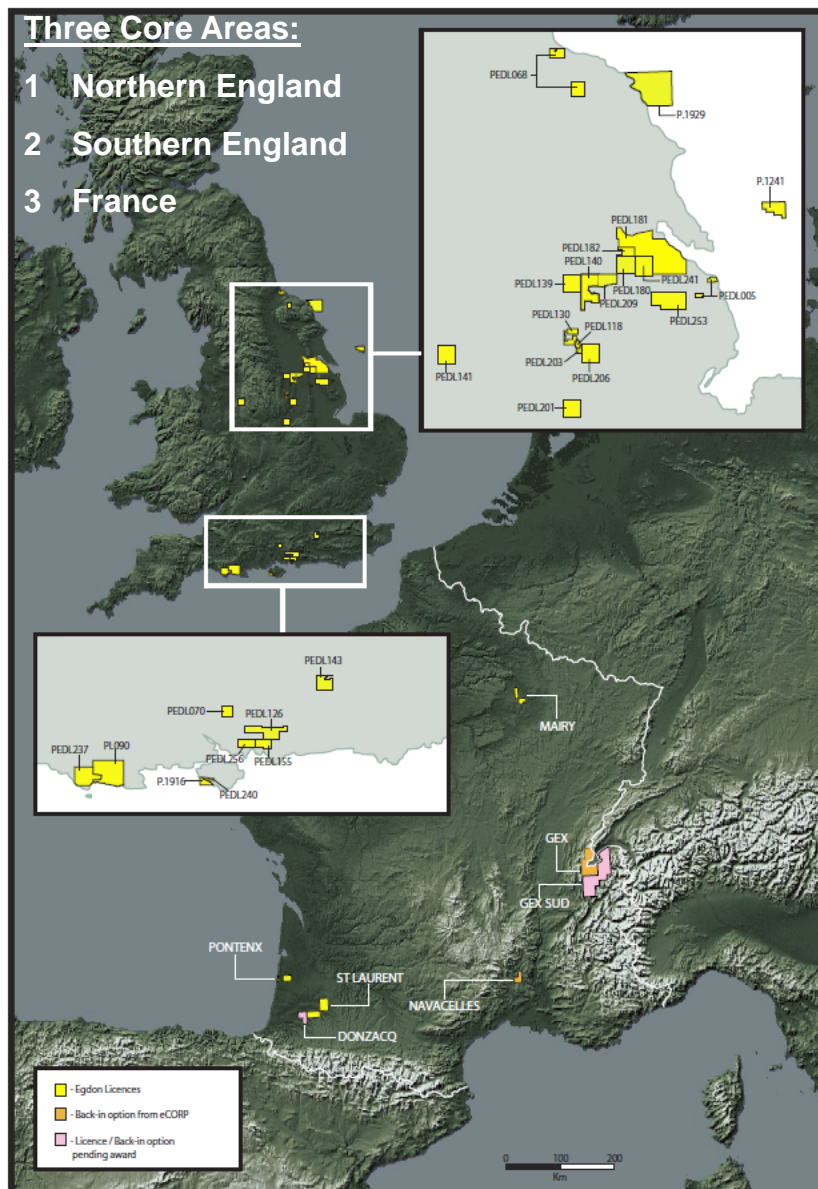 Three Core Areas:
1 Northern England
2 Southern England
3 France
PEDL068
P.1929
P.1241
PEDL181
PEDL182
PEDL140
PEDL139
PEDL180
PEDL241
PEDL005
PEDL209
PEDL253
PEDL130
PEDL118
PEDL203
PEDL206
PEDL141
PEDL201
PEDL143
PEDL070
PEDL126
PEDL237
PL090
PEDL256
PEDL155
P.1916
PEDL240
MAIRY
GEX
GEX SUD
PONTENX
ST LAURENT
NAVACELLES
DONZACQ
- Egdon Licences
- Back-in option from eCORP
- Licence / Back-in option
pending award
0 100 200
Km